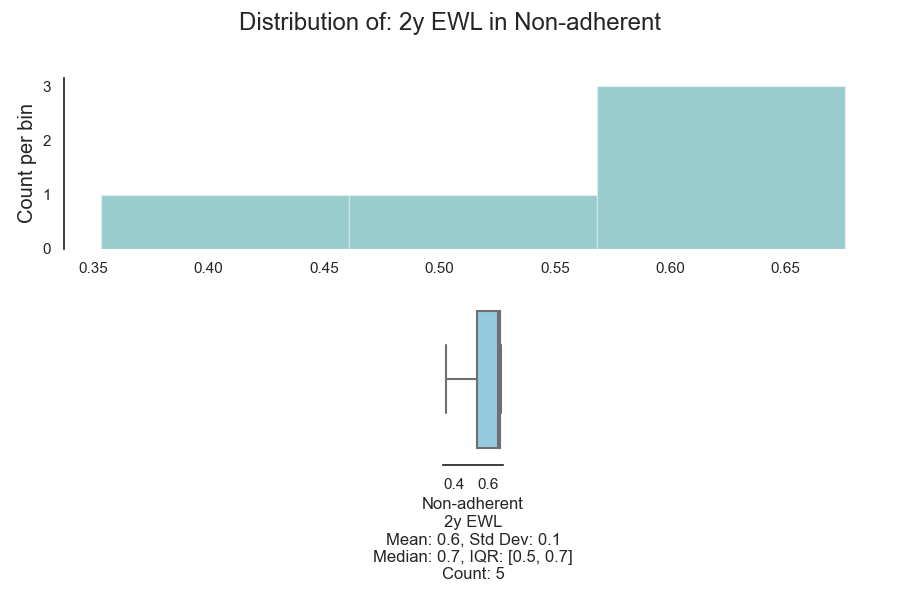 Distribution of: 2y EWL in Non-adherent
Count per bin
3
2
1
0
0.35 0.40 0.45 0.50 0.55 0.60 0.65
0.4 0.6
Non-adherent
2y EWL
Mean: 0.6, Std Dev: 0.1
Median: 0.7, IQR: [0.5, 0.7]
Count: 5